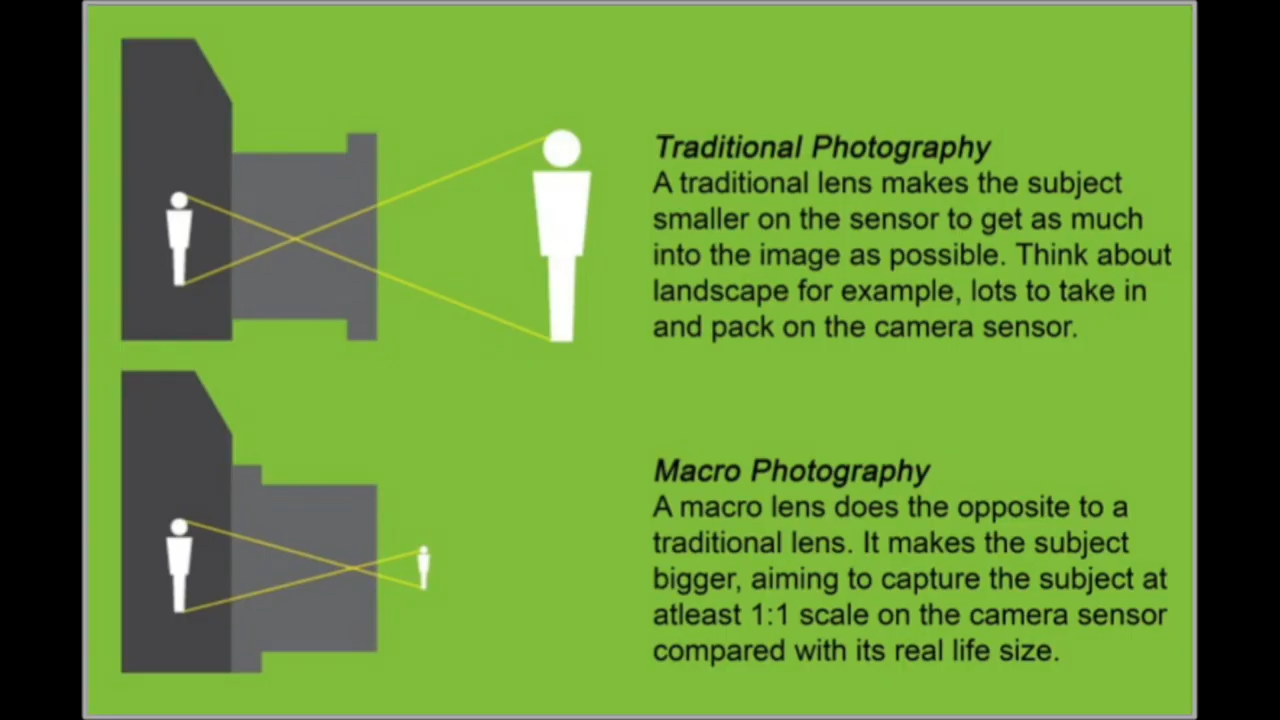 Traditional Photography
A traditional lens makes the subject
smaller on the sensor to get as much
into the image as possible. Think about
landscape for example, lots to take in
and pack on the camera sensor.
Macro Photography
A macro lens does the opposite to a
traditional lens. It makes the subject
bigger, aiming to capture the subject at
atleast 1:1 scale on the camera sensor
compared with its real life size.